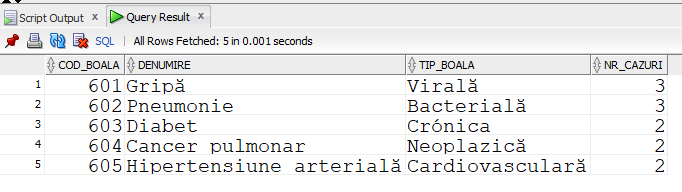 Script Output x Query Result x
SQL | All Rows Fetched: 5 in 0.001 seconds
COD_BOALA DENUMIRE TIP_BOALA NR_CAZURI
1 601 Gripă Virală 3
2 602 Pneumonie Bacterială 3
3 603 Diabet Crónica 2
4 604 Cancer pulmonar Neoplazică 2
5 605 Hipertensiune arterială Cardiovasculară 2